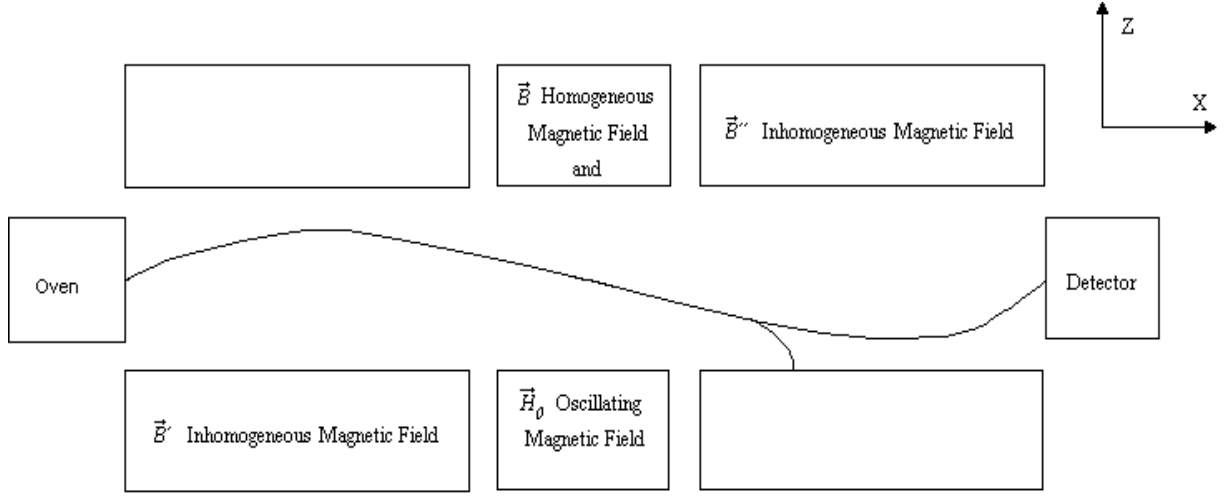 Z
X
B⃗ Homogeneous
Magnetic Field
and
B⃗″ Inhomogeneous Magnetic Field
Oven
Detector
B⃗′ Inhomogeneous Magnetic Field
H⃗₀ Oscillating
Magnetic Field